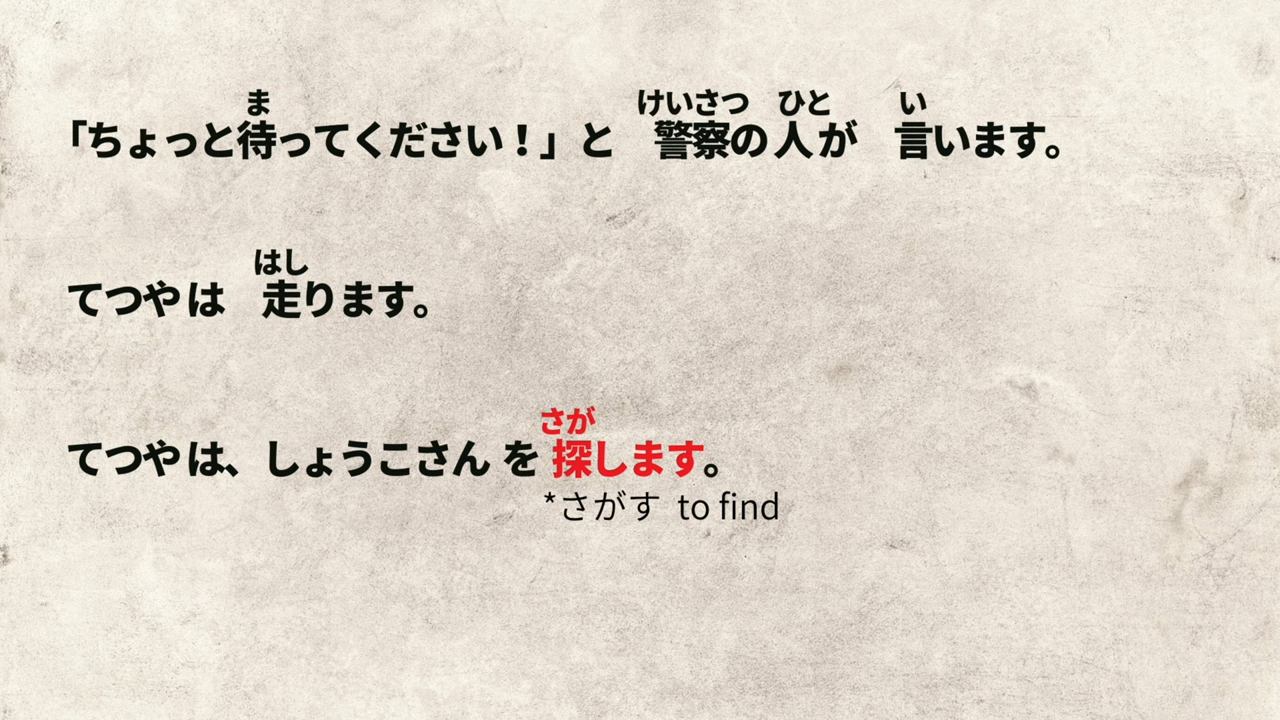 ま けいさつ ひと い
「ちょっと待ってください！」と 警察の人が 言います。
はし
てつやは 走ります。
さが
てつやは、しょうこさん を 探します。
*さがす to find